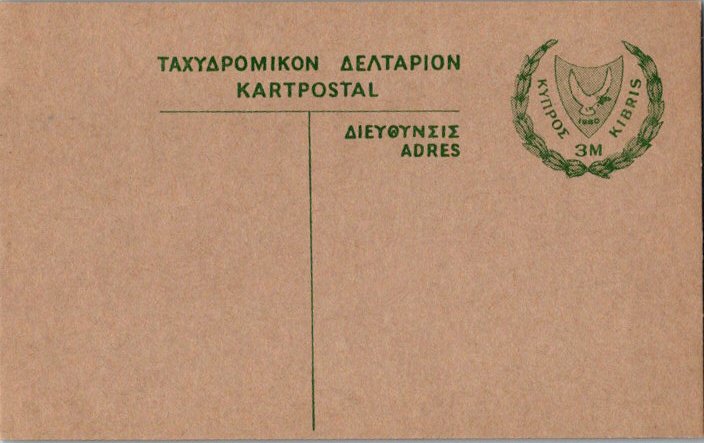 ΤΑΧΥΔΡΟΜΙΚΟΝ ΔΕΛΤΑΡΙΟΝ
KARTPOSTAL
ΔΙΕΥΘΥΝΣΙΣ
ADRES
ΚΥΠΡΟΣ
1960
KIBRIS
3M